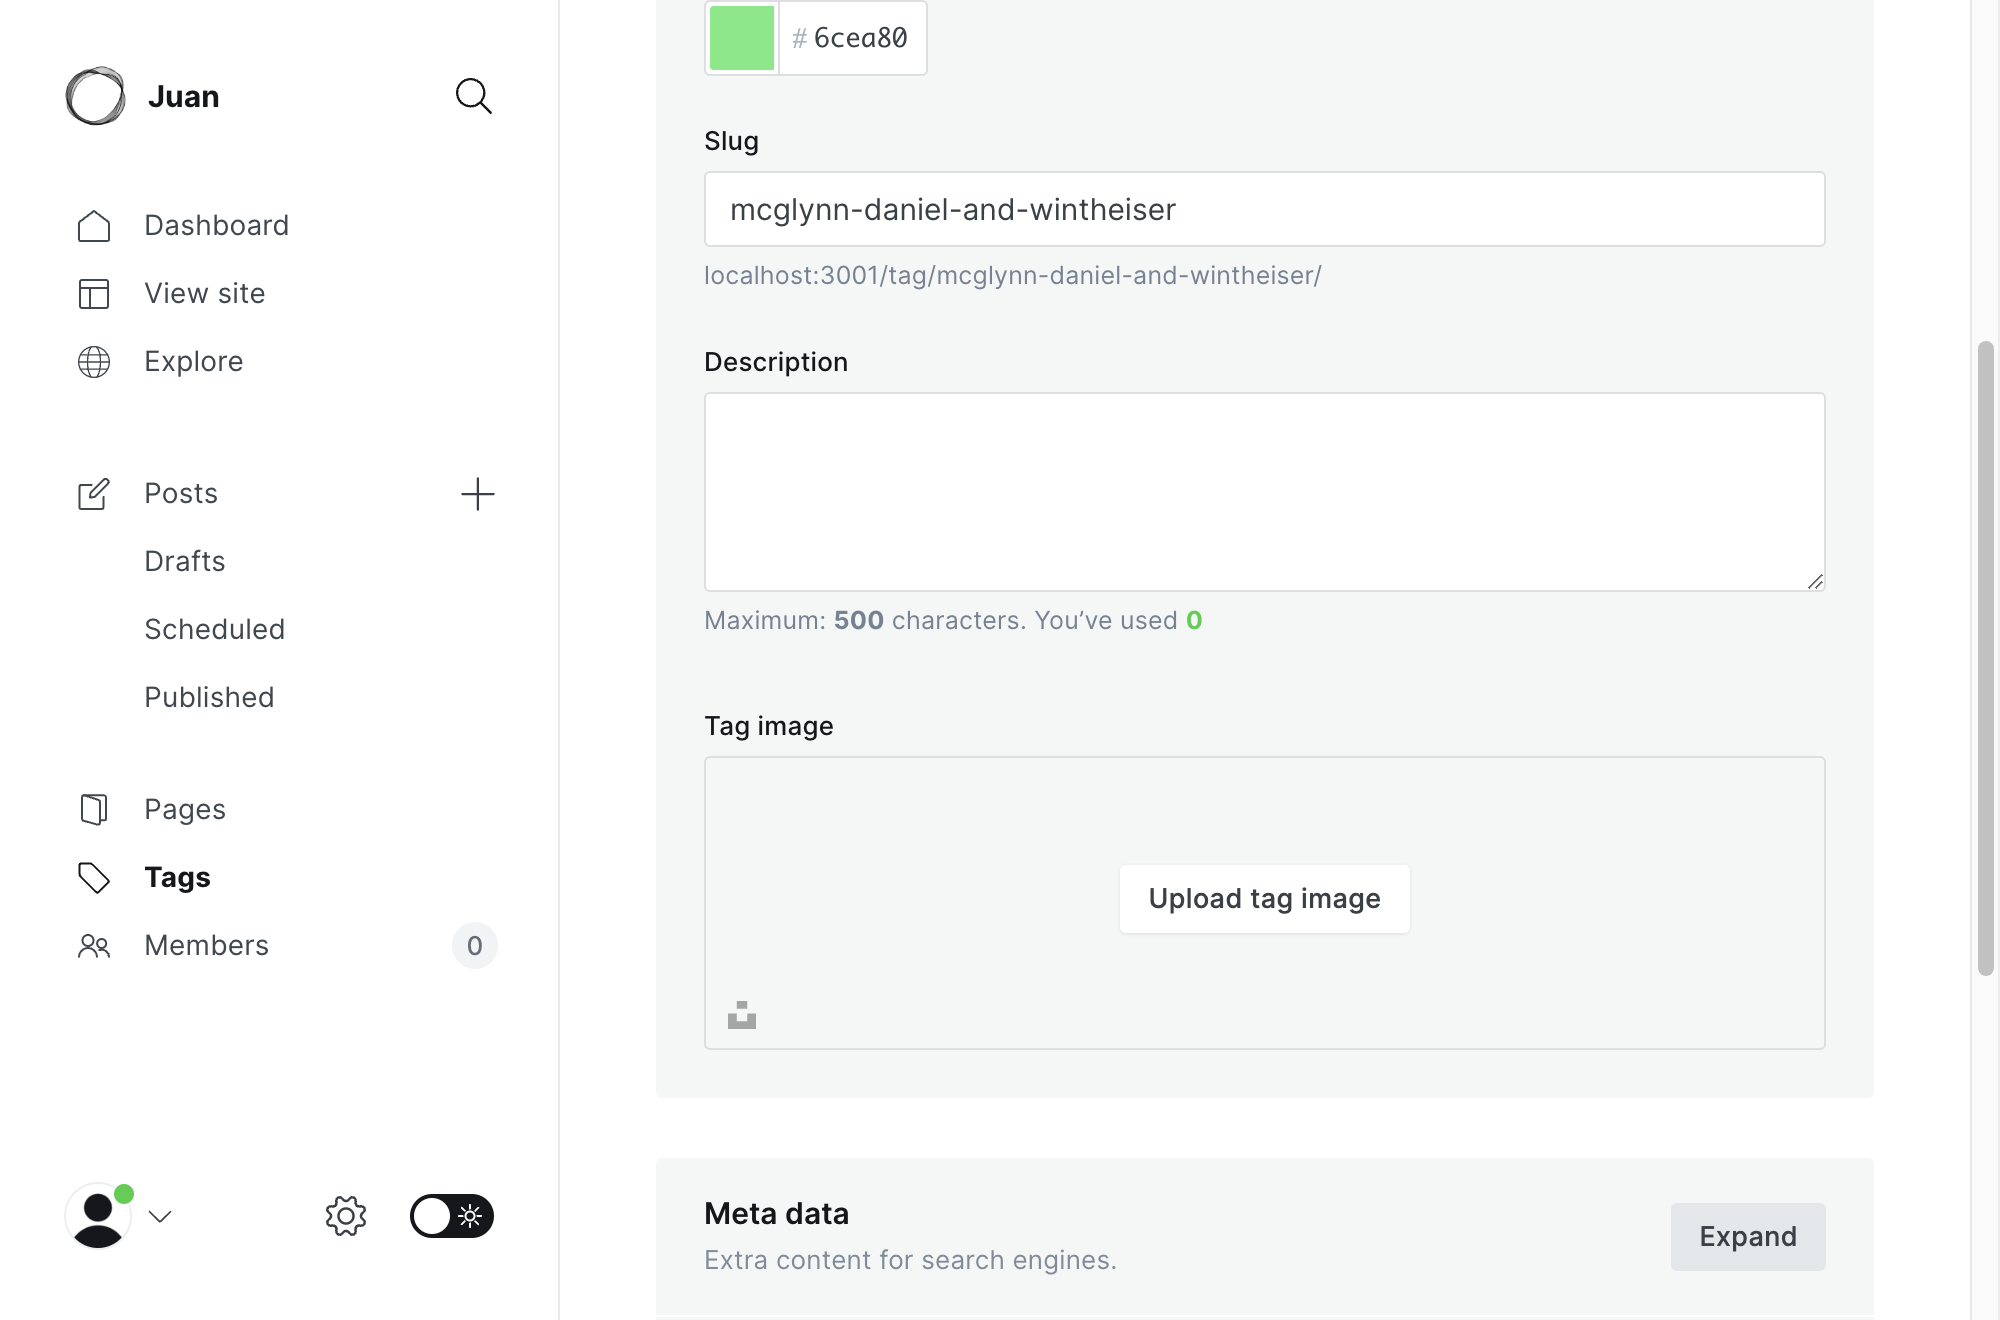 Juan
Dashboard
View site
Explore
Posts
Drafts
Scheduled
Published
Pages
Tags
Members
0
# 6cea80
Slug
mcglynn-daniel-and-wintheiser
localhost:3001/tag/mcglynn-daniel-and-wintheiser/
Description
Maximum: 500 characters. You’ve used 0
Tag image
Upload tag image
Meta data
Extra content for search engines.
Expand